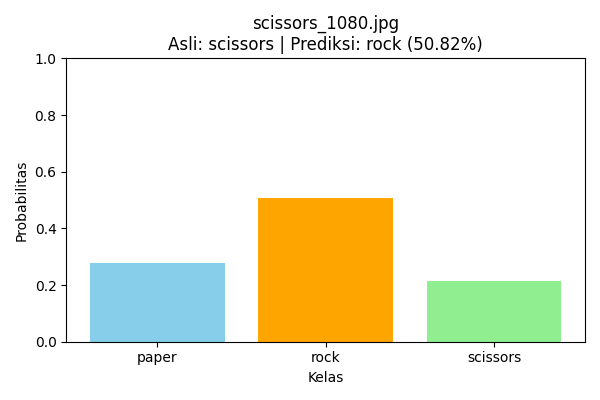 scissors_1080.jpg
Asli: scissors | Prediksi: rock (50.82%)
1.0
0.8
0.6
0.4
0.2
0.0
Probabilitas
paper
rock
scissors
Kelas